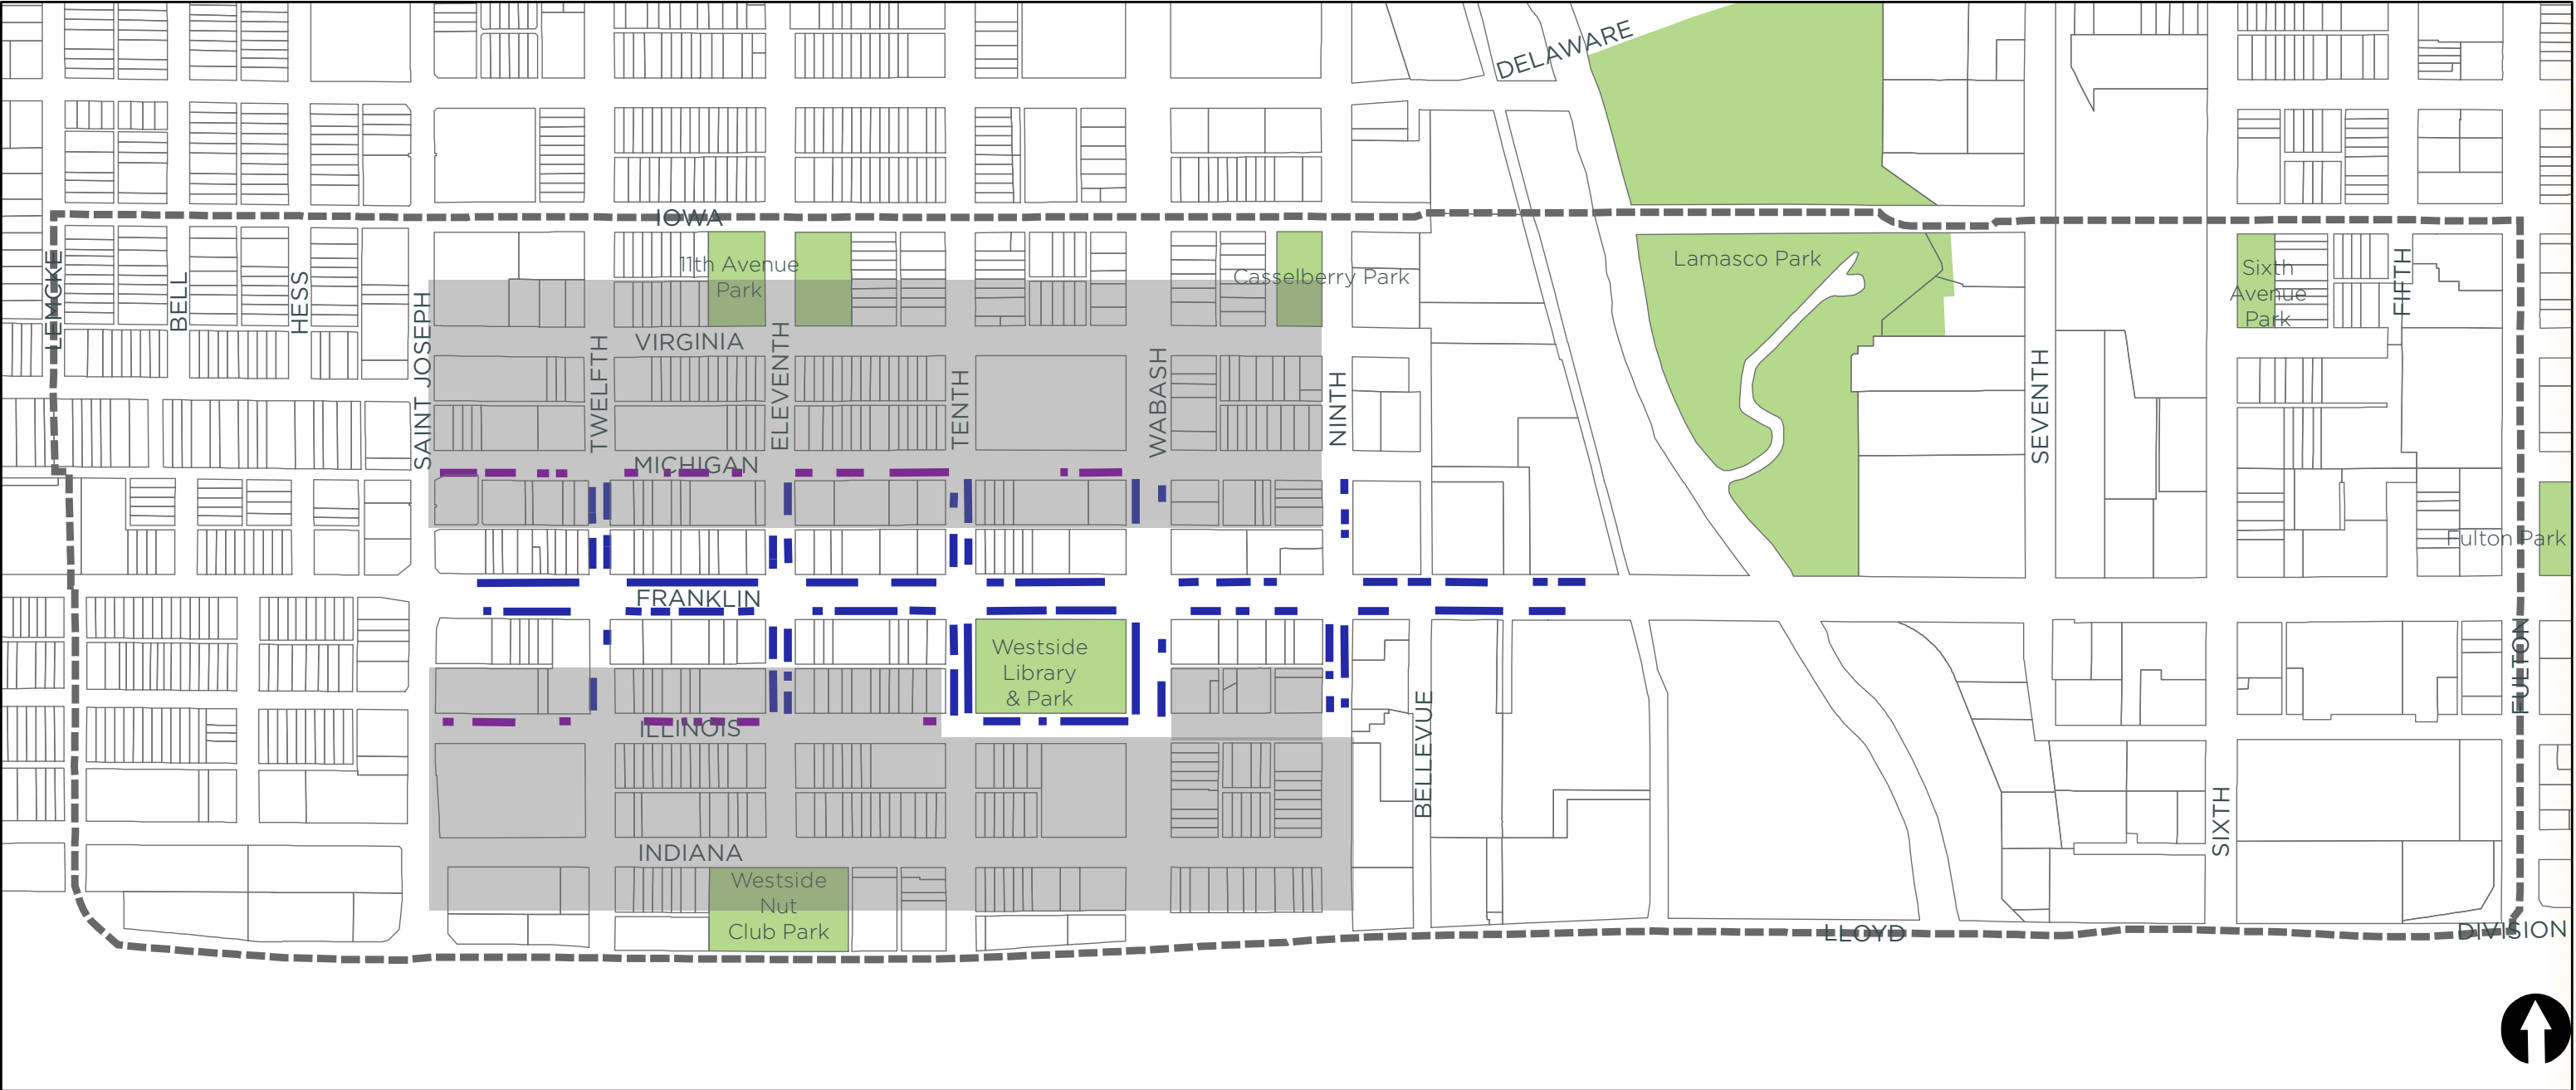 DELAWARE
IOWA
11th Avenue
Park
Casselberry Park
Lamasco Park
Sixth
Avenue
Park
LEMCKE
BELL
HESS
SAINT JOSEPH
VIRGINIA
TWELFTH
ELEVENTH
TENTH
WABASH
NINTH
SEVENTH
FIFTH
MICHIGAN
Fulton Park
FRANKLIN
Westside
Library
& Park
ILLINOIS
BELLEVUE
FULTON
SIXTH
INDIANA
Westside
Nut
Club Park
LLOYD
DIVISION